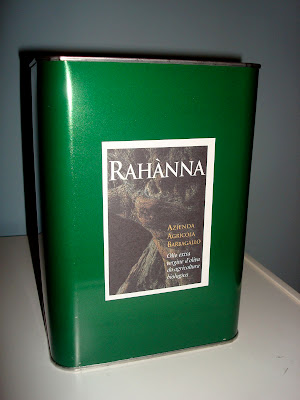 RAHÀNNA
AZIENDA
AGRICOLA
BARBAGALLO
Olio extra
vergine d'oliva
da agricoltura
biologica